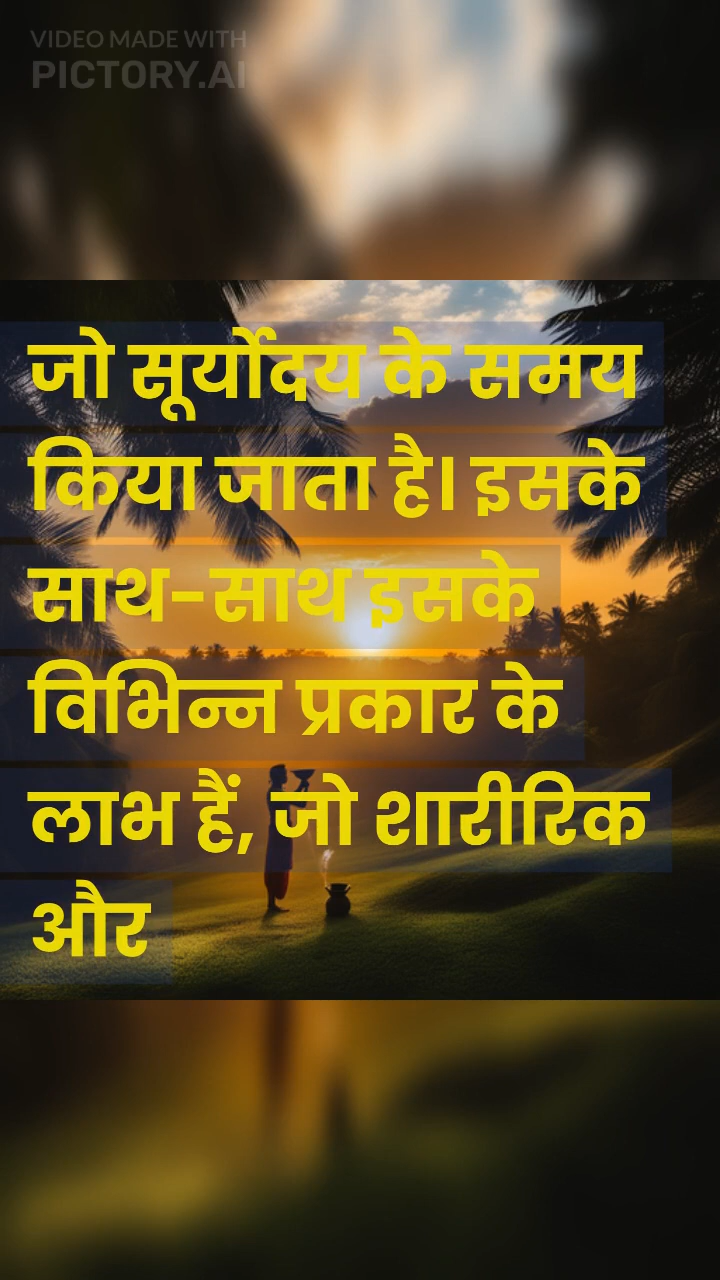 VIDEO MADE WITH
PICTORY.AI
जो सूर्योदय के समय
किया जाता है। इसके
साथ-साथ इसके
विभिन्न प्रकार के
लाभ हैं, जो शारीरिक
और